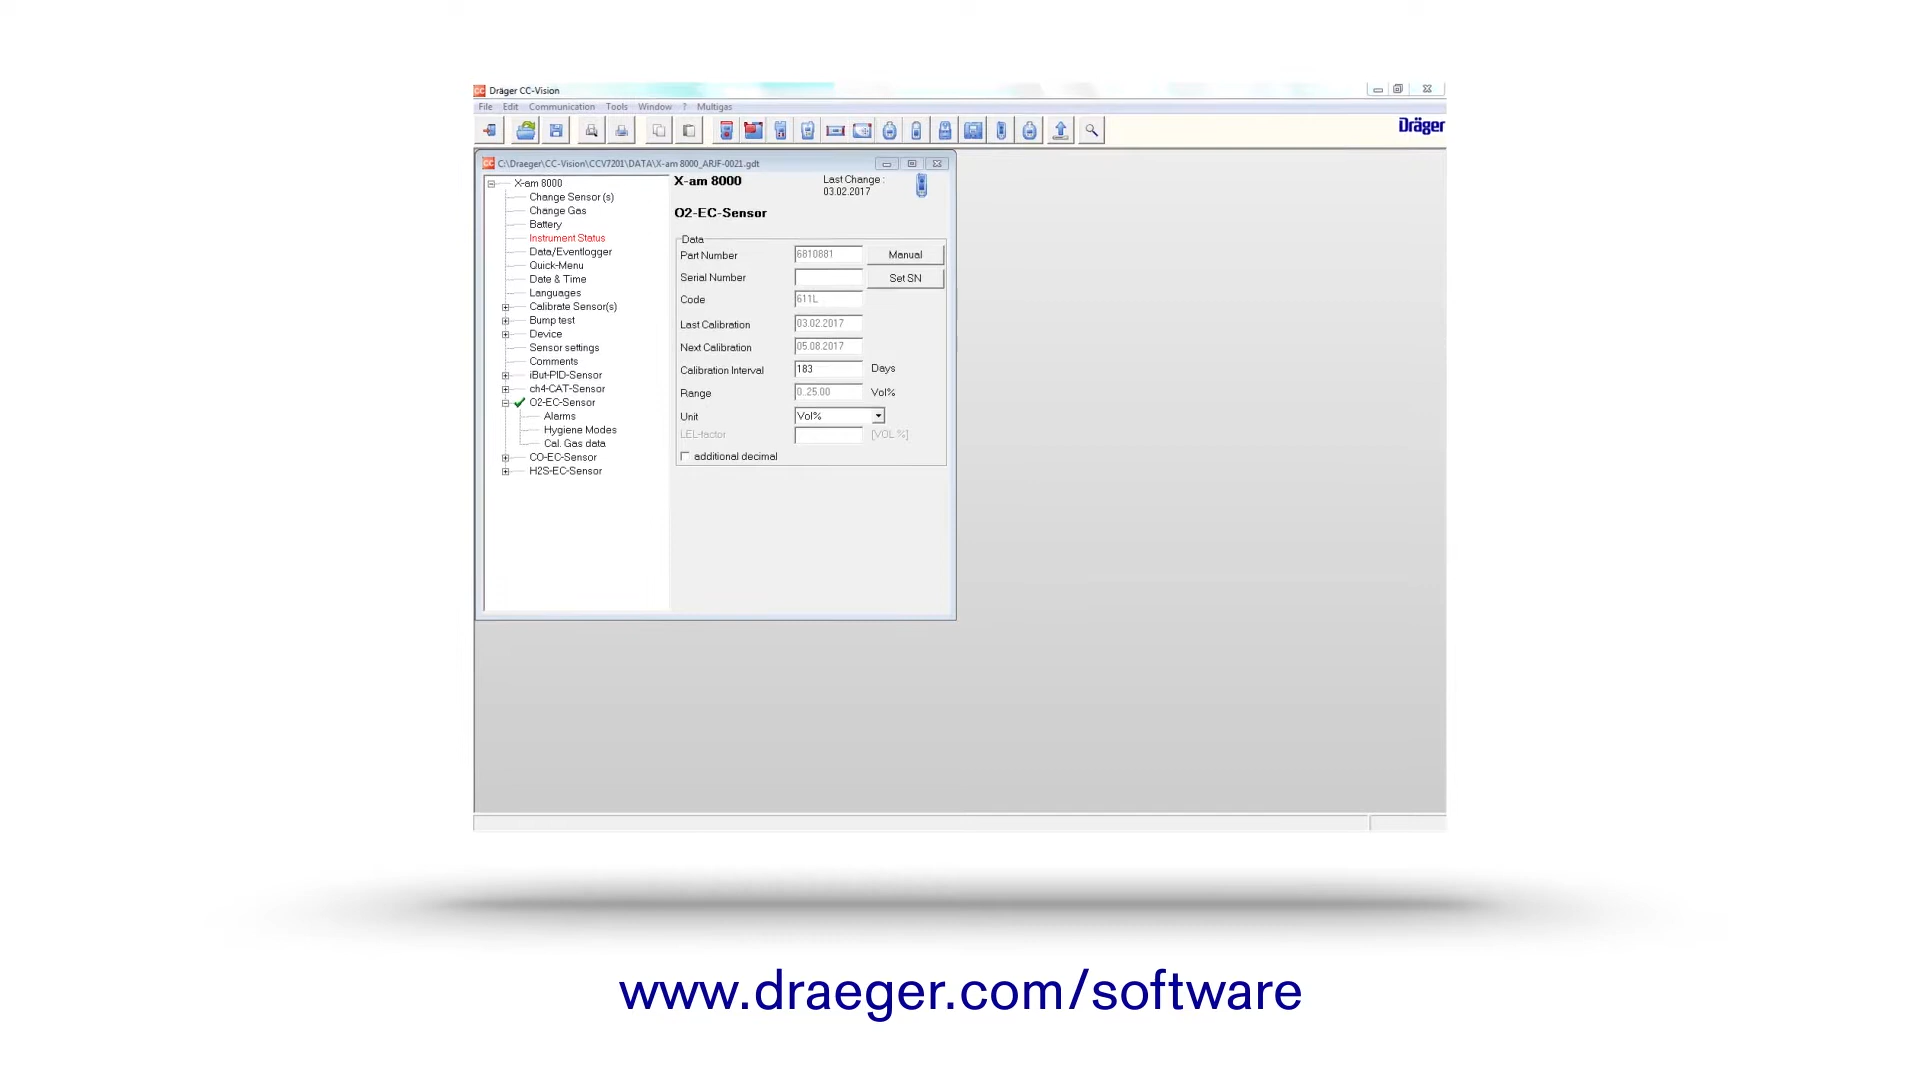 Dräger CC-Vision
File Edit Communication Tools Window ? Multigas
Dräger
C:\Draeger\CC-Vision\CCV7201\DATA\X-am 8000_ARJF-0021.gdt
X-am 8000
Change Sensor (s)
Change Gas
Battery
Instrument Status
Data/Eventlogger
Quick-Menu
Date & Time
Languages
Calibrate Sensor(s)
Bump test
Device
Sensor settings
Comments
iBut-PID-Sensor
ch4-CAT-Sensor
O2-EC-Sensor
Alarms
Hygiene Modes
Cal. Gas data
CO-EC-Sensor
H2S-EC-Sensor
X-am 8000
Last Change :
03.02.2017
O2-EC-Sensor
Data
Part Number 6810881 Manual
Serial Number Set SN
Code 611L
Last Calibration 03.02.2017
Next Calibration 05.08.2017
Calibration Interval 183 Days
Range 0..25.00 Vol%
Unit Vol%
LEL-factor [VOL %]
additional decimal
www.draeger.com/software